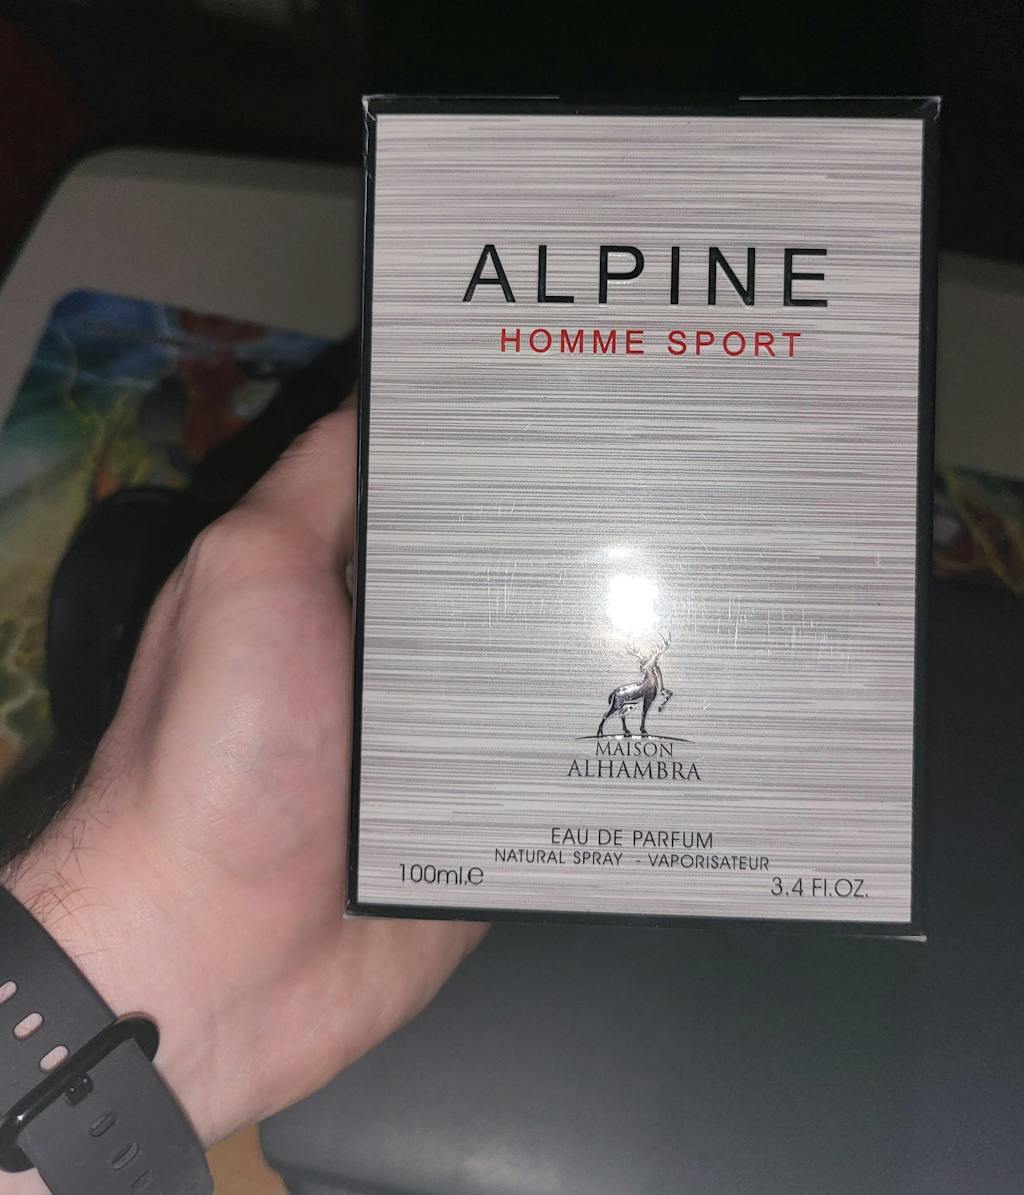 ALPINE
HOMME SPORT
MAISON
ALHAMBRA
EAU DE PARFUM
NATURAL SPRAY - VAPORISATEUR
100ml.e
3.4 Fl.OZ.